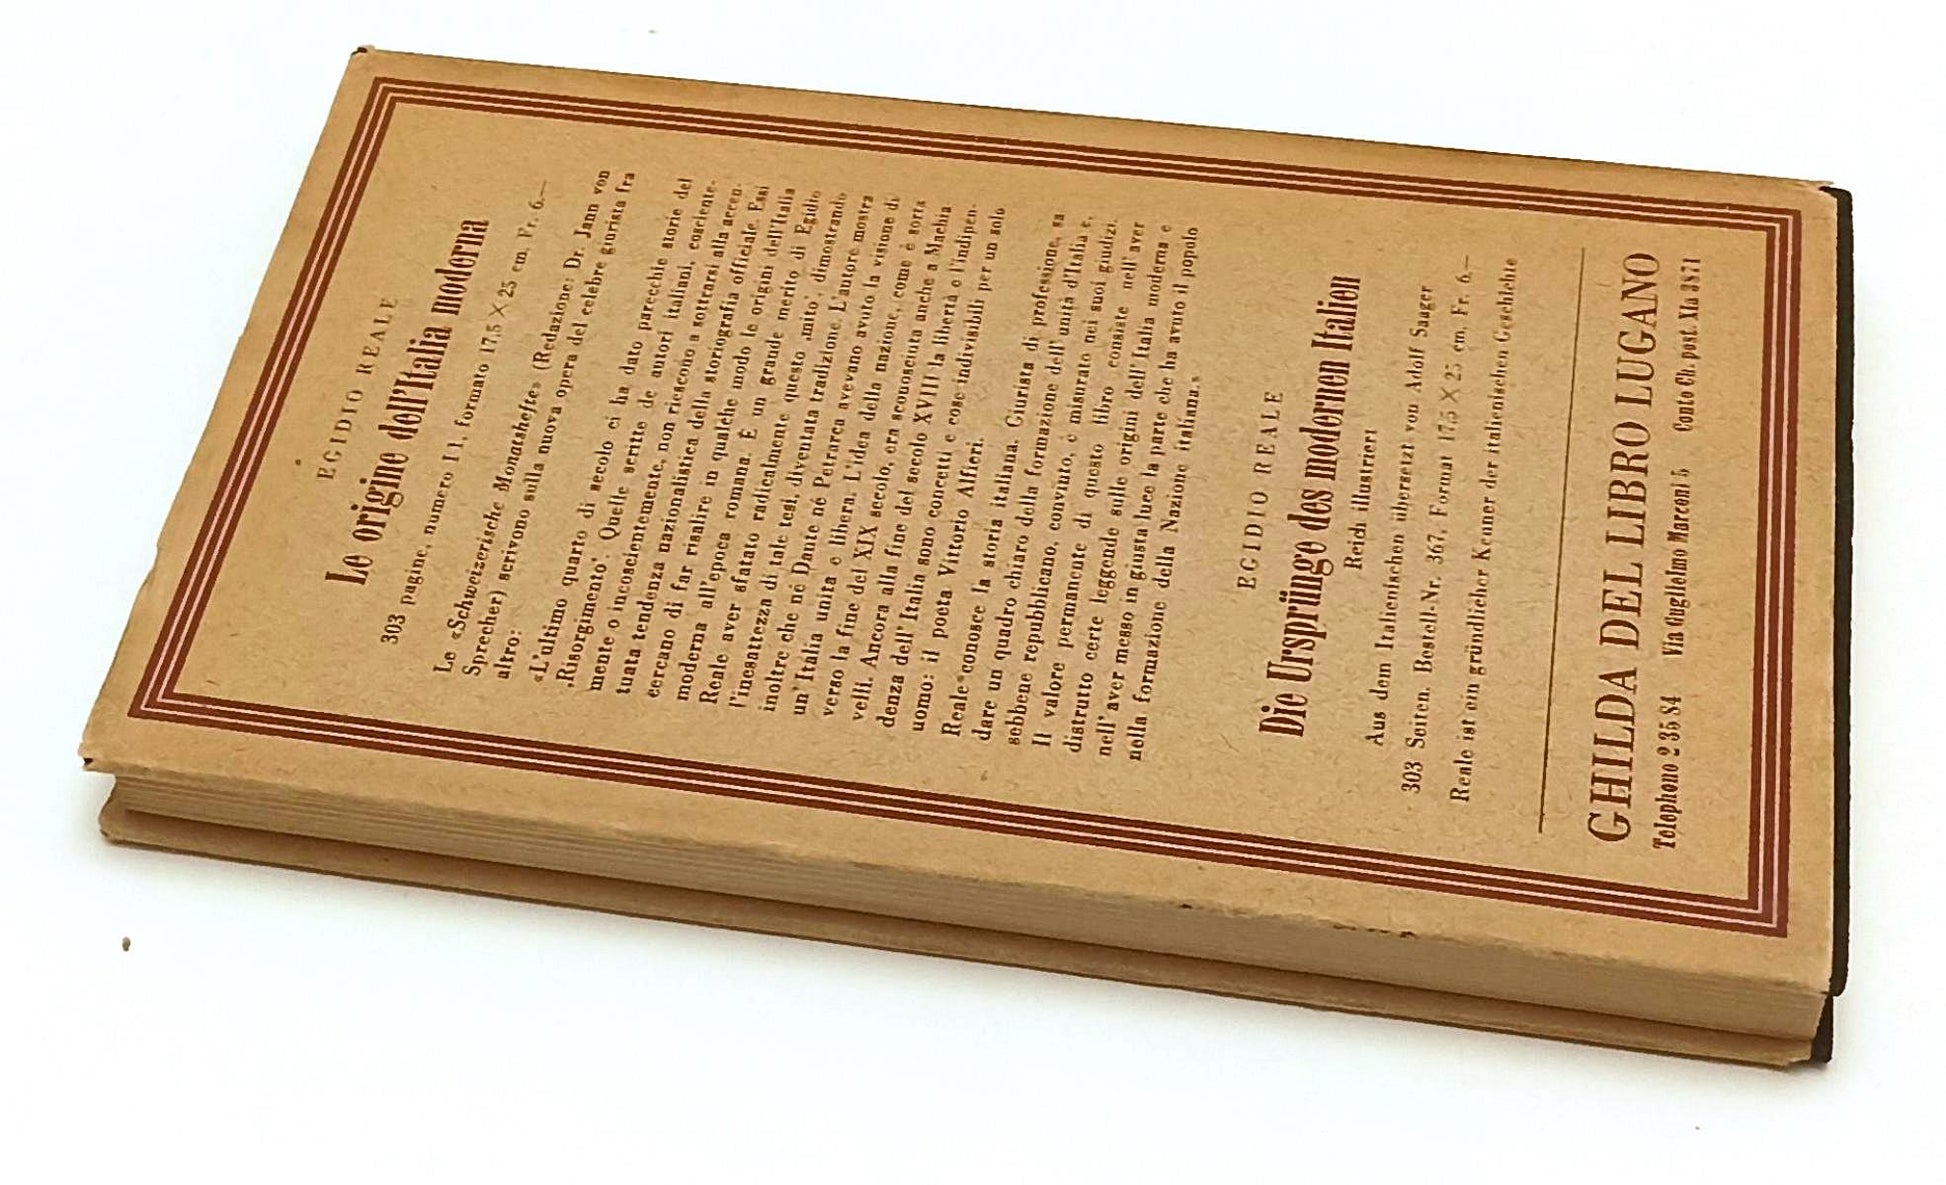 EGIDIO REALE
Le origine dell'Italia moderna
303 pagine, numero I 1, formato 17,5 X 25 cm, Fr. 6.—
Le «Schweizerische Monatshefte» (Redazione: Dr. Jann von
Sprecher) scrivono sulla nuova opera del celebre giurista fra
altro:
«L'ultimo quarto di secolo ci ha dato parecchie storie del
‚Risorgimento'. Quelle scritte de autori italiani, cosciente-
mente o incoscientemente, non riescono a sottrarsi alla accen-
tuata tendenza nazionalistica della storiografia officiale. Essi
cercano di far risalire in qualche modo le origini dell'Italia
moderna all'epoca romana. È un grande merito di Egidio
Reale aver sfatato radicalmente questo ‚mito', dimostrando
l'inesattezza di tale tesi, diventata tradizione. L'autore mostra
inoltre che né Dante né Petrarca avevano avuto la visione di
un'Italia unita e libera. L'idea della nazione, come è sorta
verso la fine del XIX secolo, era sconosciuta anche a Machia
velli. Ancora alla fine del secolo XVIII la libertà e l'indipen-
denza dell'Italia sono concetti e cose indivisibili per un solo
uomo: il poeta Vittorio Alfieri.
Reale conosce la storia italiana. Giurista di professione, sa
dare un quadro chiaro della formazione dell'unità d'Italia e,
sebbene repubblicano, convinto, è misurato nei suoi giudizi.
Il valore permanente di questo libro consiste nell'aver
distrutto certe leggende sulle origini dell'Italia moderna e
nell'aver messo in giusta luce la parte che ha avuto il popolo
nella formazione della Nazione italiana.»
EGIDIO REALE
Die Ursprünge des modernen Italien
Reich illustriert
Aus dem Italienischen übersetzt von Adolf Saager
303 Seiten. Bestell-Nr. 367, Format 17,5 X 25 cm, Fr. 6.—
Reale ist ein gründlicher Kenner der italienischen Geschichte
GHILDA DEL LIBRO LUGANO
Telephono 2 35 84 Via Guglielmo Marconi 5 Conto Ch. post. XIa 3871